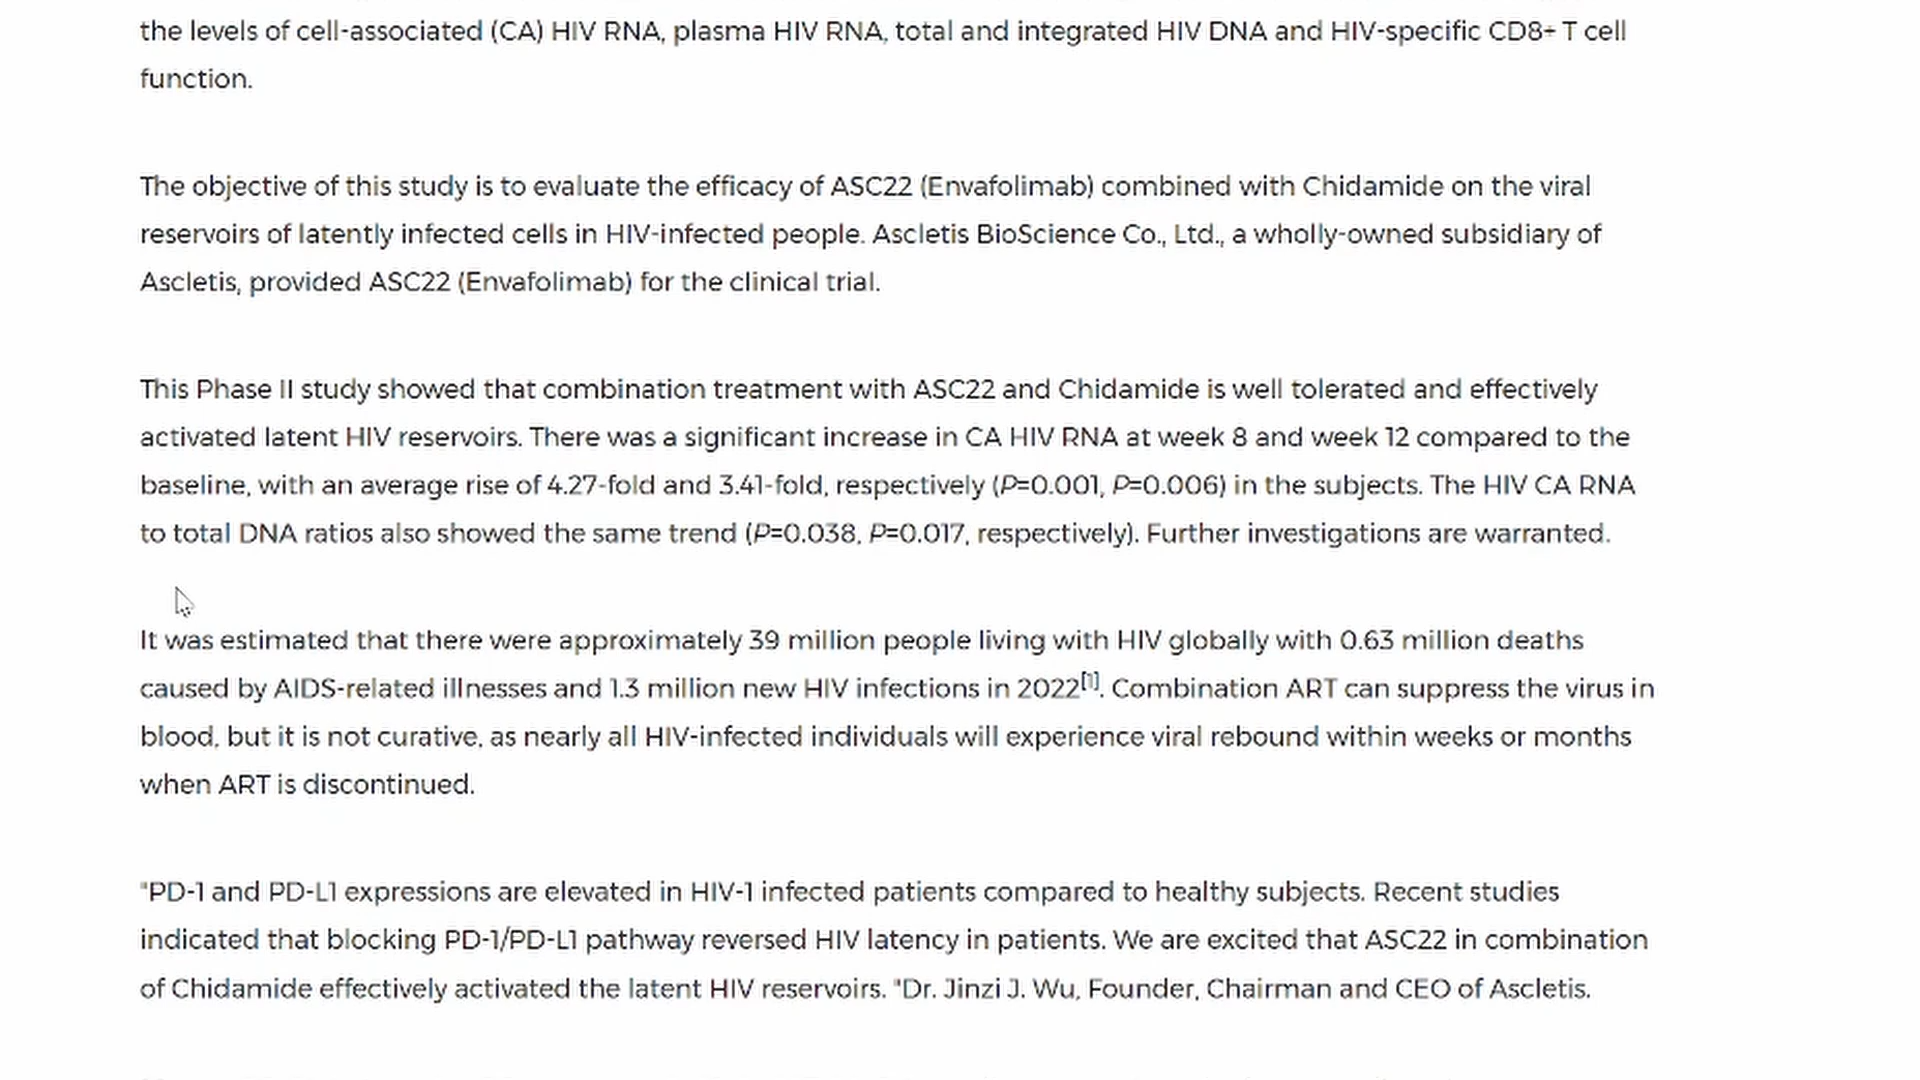 the levels of cell-associated (CA) HIV RNA, plasma HIV RNA, total and integrated HIV DNA and HIV-specific CD8+ T cell
function.
The objective of this study is to evaluate the efficacy of ASC22 (Envafolimab) combined with Chidamide on the viral
reservoirs of latently infected cells in HIV-infected people. Ascletis BioScience Co., Ltd., a wholly-owned subsidiary of
Ascletis, provided ASC22 (Envafolimab) for the clinical trial.
This Phase II study showed that combination treatment with ASC22 and Chidamide is well tolerated and effectively
activated latent HIV reservoirs. There was a significant increase in CA HIV RNA at week 8 and week 12 compared to the
baseline, with an average rise of 4.27-fold and 3.41-fold, respectively (P=0.001, P=0.006) in the subjects. The HIV CA RNA
to total DNA ratios also showed the same trend (P=0.038, P=0.017, respectively). Further investigations are warranted.
It was estimated that there were approximately 39 million people living with HIV globally with 0.63 million deaths
caused by AIDS-related illnesses and 1.3 million new HIV infections in 2022[1]. Combination ART can suppress the virus in
blood, but it is not curative, as nearly all HIV-infected individuals will experience viral rebound within weeks or months
when ART is discontinued.
"PD-1 and PD-L1 expressions are elevated in HIV-1 infected patients compared to healthy subjects. Recent studies
indicated that blocking PD-1/PD-L1 pathway reversed HIV latency in patients. We are excited that ASC22 in combination
of Chidamide effectively activated the latent HIV reservoirs. "Dr. Jinzi J. Wu, Founder, Chairman and CEO of Ascletis.